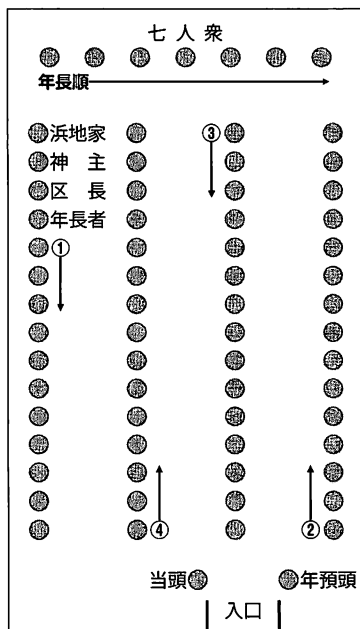 七人衆
年長順
浜地家
③
神主
区長
年長者
①
④
②
当頭
年預頭
入口